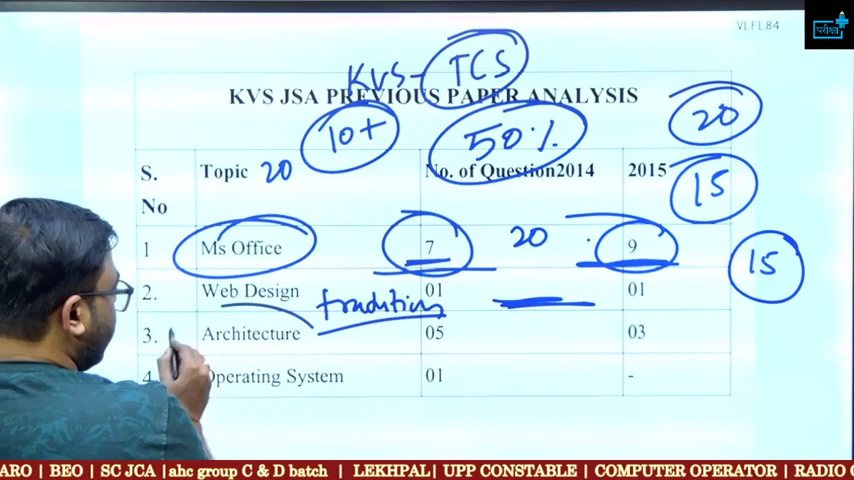 VLFL84
परीक्षा
KVS - TCS
KVS JSA PREVIOUS PAPER ANALYSIS
20
10+
50%
S. No
Topic
20
No. of Question2014
2015
15
1
Ms Office
7
20
9
15
2.
Web Design
tradition
01
01
3.
Architecture
05
03
4
Operating System
01
-
ARO | BEO | SC JCA |ahc group C & D batch | LEKHPAL| UPP CONSTABLE | COMPUTER OPERATOR | RADIO